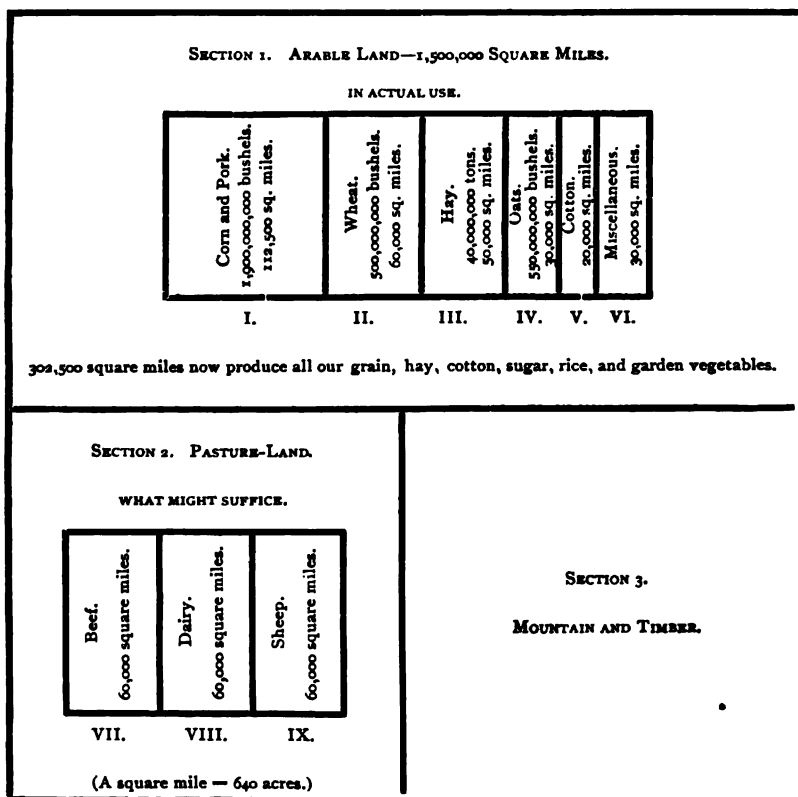 SECTION 1. ARABLE LAND—1,500,000 SQUARE MILES.
IN ACTUAL USE.
Corn and Pork.
1,900,000,000 bushels.
112,500 sq. miles.
Wheat.
500,000,000 bushels.
60,000 sq. miles.
Hay.
40,000,000 tons.
50,000 sq. miles.
Oats.
550,000,000 bushels.
30,000 sq. miles.
Cotton.
20,000 sq. miles.
Miscellaneous.
30,000 sq. miles.
I. II. III. IV. V. VI.
302,500 square miles now produce all our grain, hay, cotton, sugar, rice, and garden vegetables.
SECTION 2. PASTURE-LAND.
WHAT MIGHT SUFFICE.
Beef.
60,000 square miles.
Dairy.
60,000 square miles.
Sheep.
60,000 square miles.
VII. VIII. IX.
(A square mile — 640 acres.)
SECTION 3.
MOUNTAIN AND TIMBER.